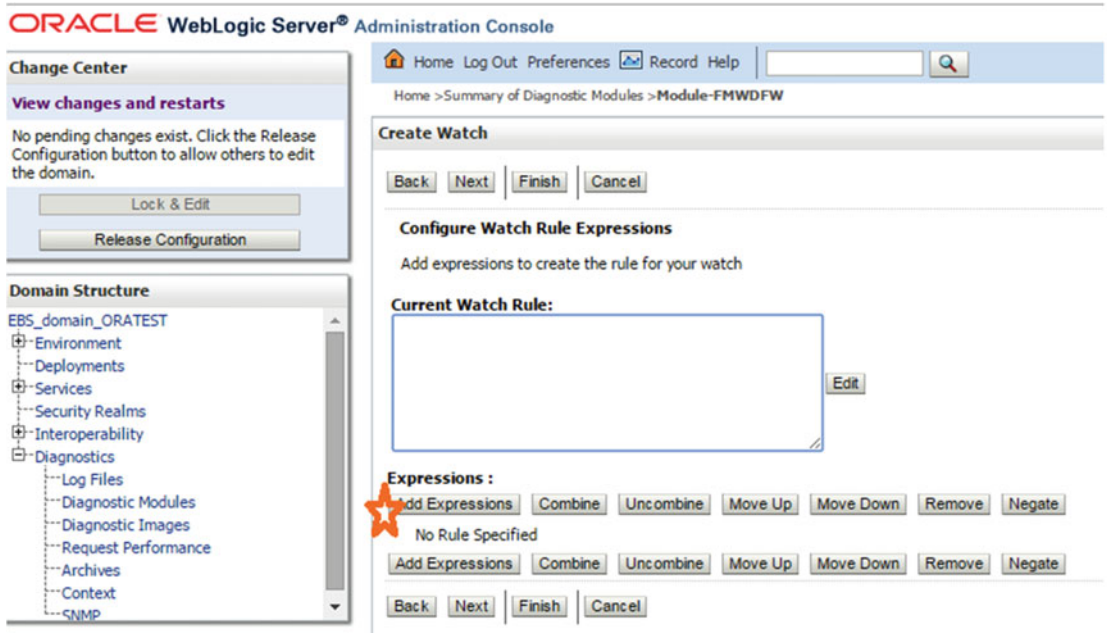 ORACLE WebLogic Server® Administration Console
Change Center
View changes and restarts
No pending changes exist. Click the Release
Configuration button to allow others to edit
the domain.
Lock & Edit
Release Configuration
Domain Structure
EBS_domain_ORATEST
Environment
Deployments
Services
Security Realms
Interoperability
Diagnostics
Log Files
Diagnostic Modules
Diagnostic Images
Request Performance
Archives
Context
SNMP
Home Log Out Preferences Record Help
Home >Summary of Diagnostic Modules >Module-FMWDFW
Create Watch
Back Next Finish Cancel
Configure Watch Rule Expressions
Add expressions to create the rule for your watch
Current Watch Rule:
Edit
Expressions :
Add Expressions Combine Uncombine Move Up Move Down Remove Negate
No Rule Specified
Add Expressions Combine Uncombine Move Up Move Down Remove Negate
Back Next Finish Cancel